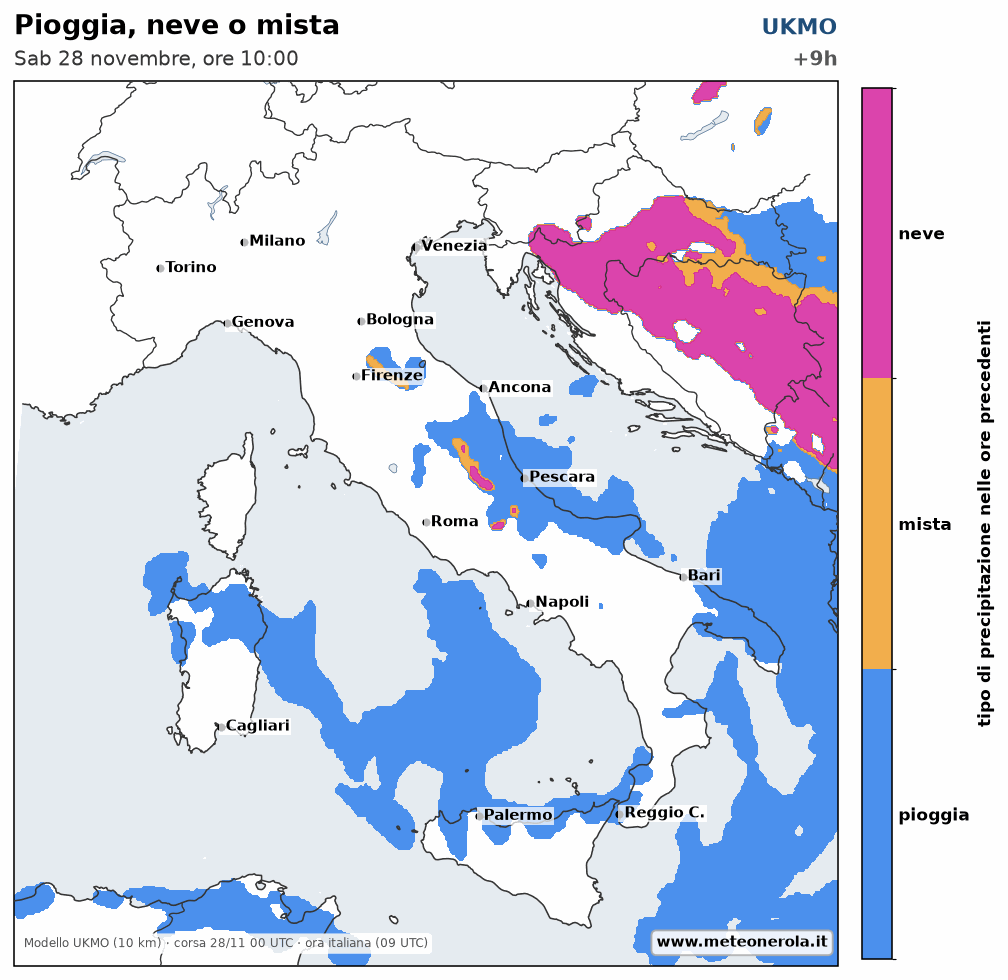 Pioggia, neve o mista
UKMO
Sab 28 novembre, ore 10:00
+9h
Milano
Venezia
Torino
Genova
Bologna
Firenze
Ancona
Pescara
Roma
Bari
Napoli
Cagliari
Palermo
Reggio C.
neve
mista
pioggia
tipo di precipitazione nelle ore precedenti
Modello UKMO (10 km) · corsa 28/11 00 UTC · ora italiana (09 UTC)
www.meteonerola.it